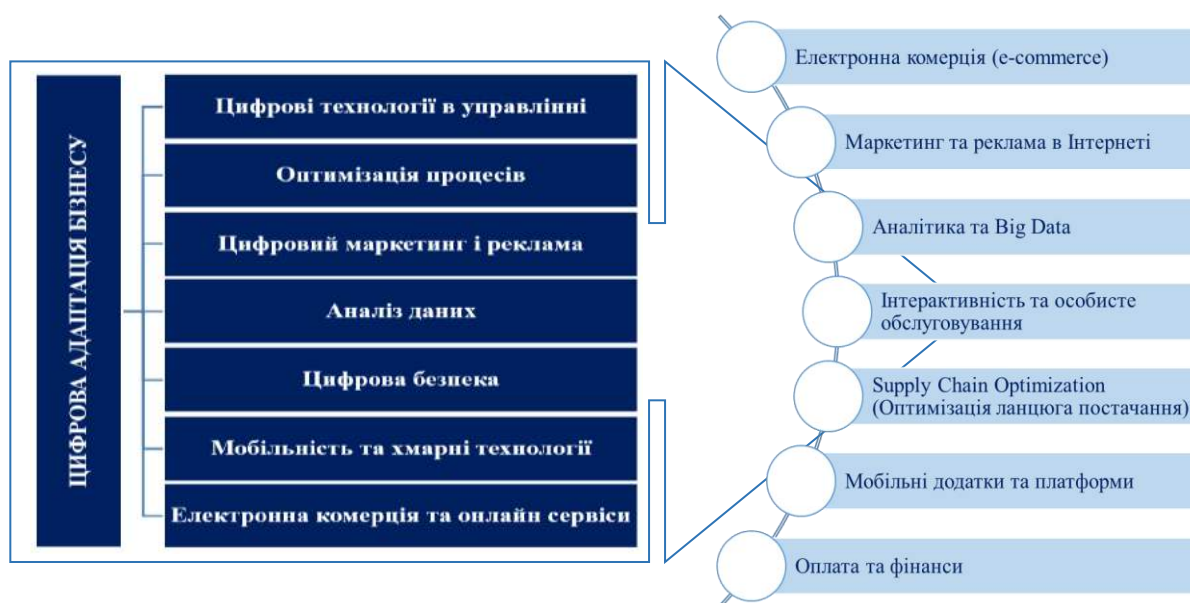 ЦИФРОВА АДАПТАЦІЯ БІЗНЕСУ
Цифрові технології в управлінні
Оптимізація процесів
Цифровий маркетинг і реклама
Аналіз даних
Цифрова безпека
Мобільність та хмарні технології
Електронна комерція та онлайн сервіси
Електронна комерція (e-commerce)
Маркетинг та реклама в Інтернеті
Аналітика та Big Data
Інтерактивність та особисте
обслуговування
Supply Chain Optimization
(Оптимізація ланцюга постачання)
Мобільні додатки та платформи
Оплата та фінанси